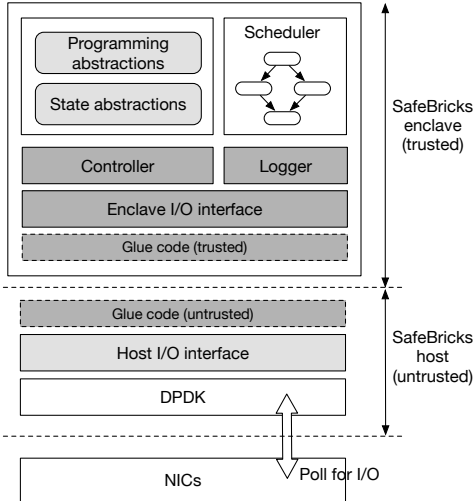 Programming
abstractions
State abstractions
Scheduler
Controller
Logger
Enclave I/O interface
Glue code (trusted)
SafeBricks
enclave
(trusted)
Glue code (untrusted)
Host I/O interface
DPDK
SafeBricks
host
(untrusted)
NICs
Poll for I/O